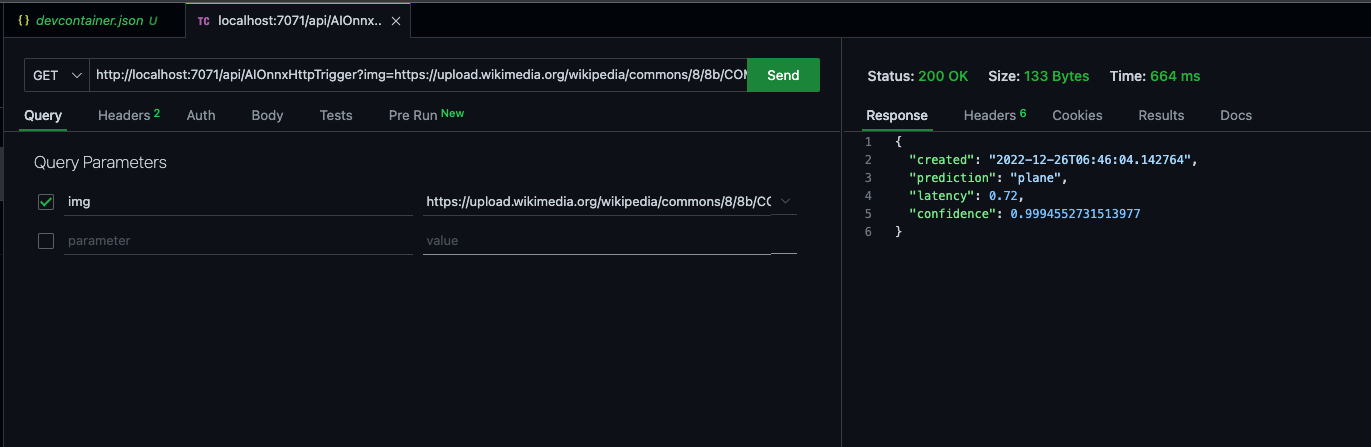 {} devcontainer.json U
TC localhost:7071/api/AIOnnx.. ×
GET http://localhost:7071/api/AIOnnxHttpTrigger?img=https://upload.wikimedia.org/wikipedia/commons/8/8b/COM Send
Query Headers 2 Auth Body Tests Pre Run New
Query Parameters
img https://upload.wikimedia.org/wikipedia/commons/8/8b/CO
parameter value
Status: 200 OK Size: 133 Bytes Time: 664 ms
Response Headers 6 Cookies Results Docs
1 {
2 "created": "2022-12-26T06:46:04.142764",
3 "prediction": "plane",
4 "latency": 0.72,
5 "confidence": 0.9994552731513977
6 }